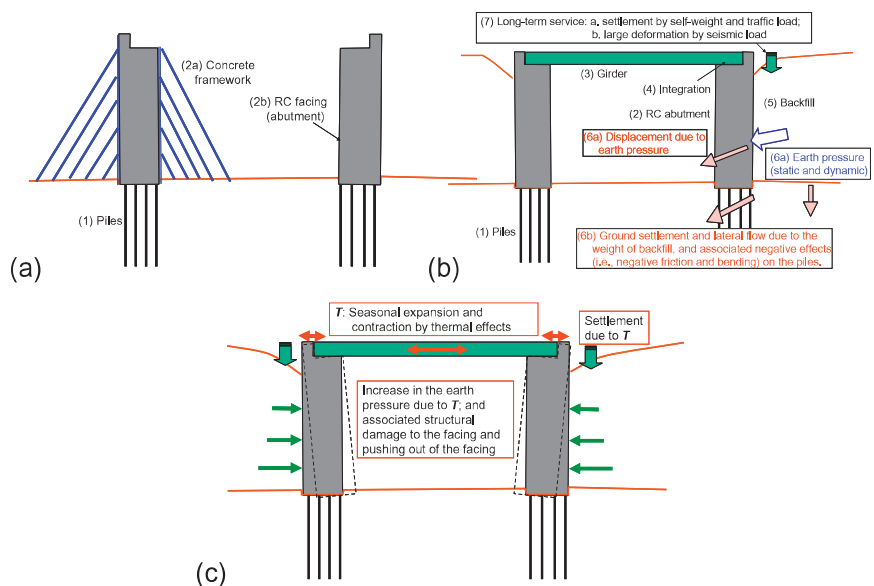 (2a) Concrete
framework
(2b) RC facing
(abutment)
(1) Piles
(a)
(7) Long-term service: a. settlement by self-weight and traffic load;
b. large deformation by seismic load
(3) Girder
(4) Integration
(2) RC abutment
(5) Backfill
(6a) Displacement due to
earth pressure
(6a) Earth pressure
(static and dynamic)
(1) Piles
(6b) Ground settlement and lateral flow due to the
weight of backfill, and associated negative effects
(i.e., negative friction and bending) on the piles.
(b)
T: Seasonal expansion and
contraction by thermal effects
Settlement
due to T
Increase in the earth
pressure due to T; and
associated structural
damage to the facing and
pushing out of the facing
(c)